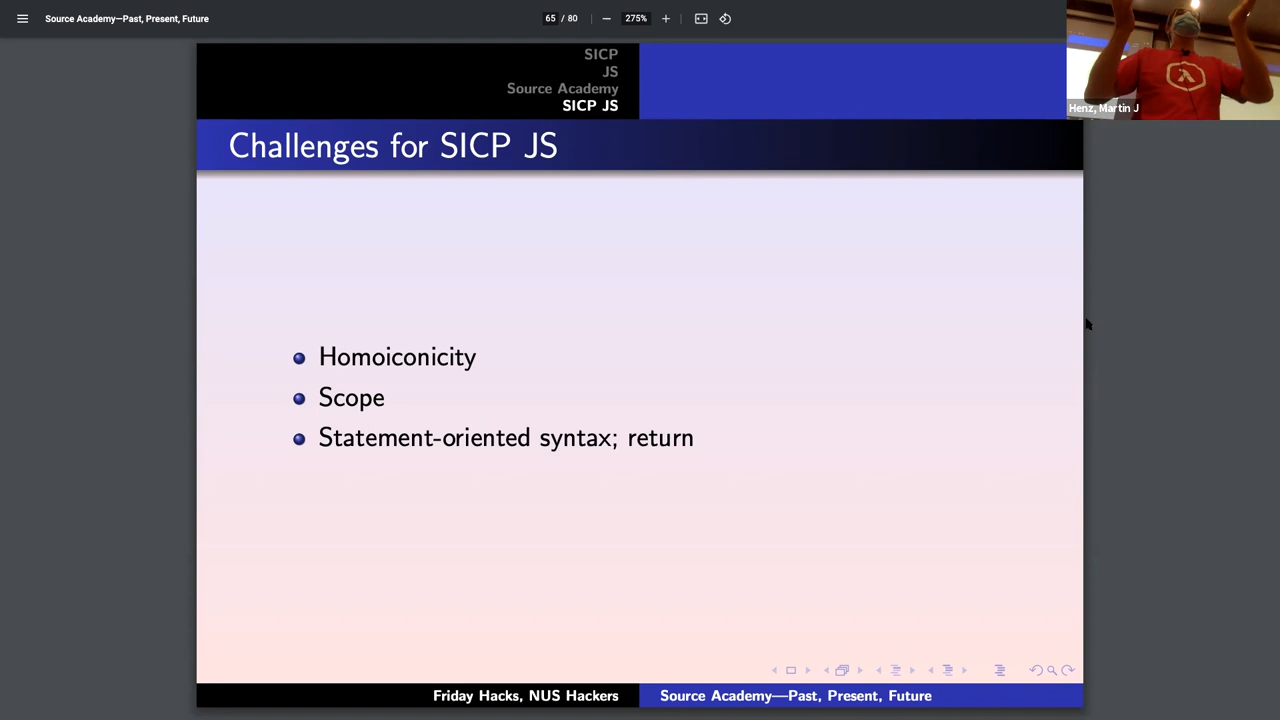 Source Academy—Past, Present, Future
65 / 80
275%
Henz, Martin J
SICP
JS
Source Academy
SICP JS
Challenges for SICP JS
Homoiconicity
Scope
Statement-oriented syntax; return
Friday Hacks, NUS Hackers
Source Academy—Past, Present, Future